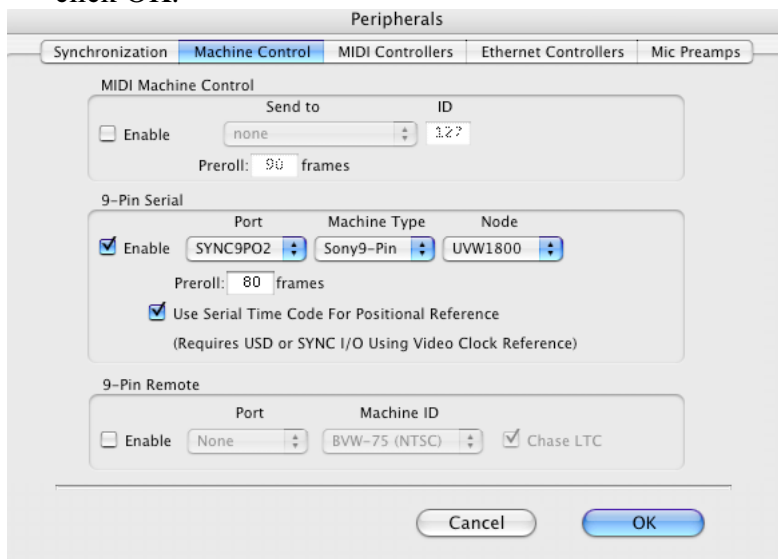 click OK.
Peripherals
Synchronization Machine Control MIDI Controllers Ethernet Controllers Mic Preamps
MIDI Machine Control
Send to ID
Enable none 127
Preroll: 90 frames
9-Pin Serial
Port Machine Type Node
Enable SYNC9PO2 Sony9-Pin UVW1800
Preroll: 80 frames
Use Serial Time Code For Positional Reference
(Requires USD or SYNC I/O Using Video Clock Reference)
9-Pin Remote
Port Machine ID
Enable None BVW-75 (NTSC) Chase LTC
Cancel OK